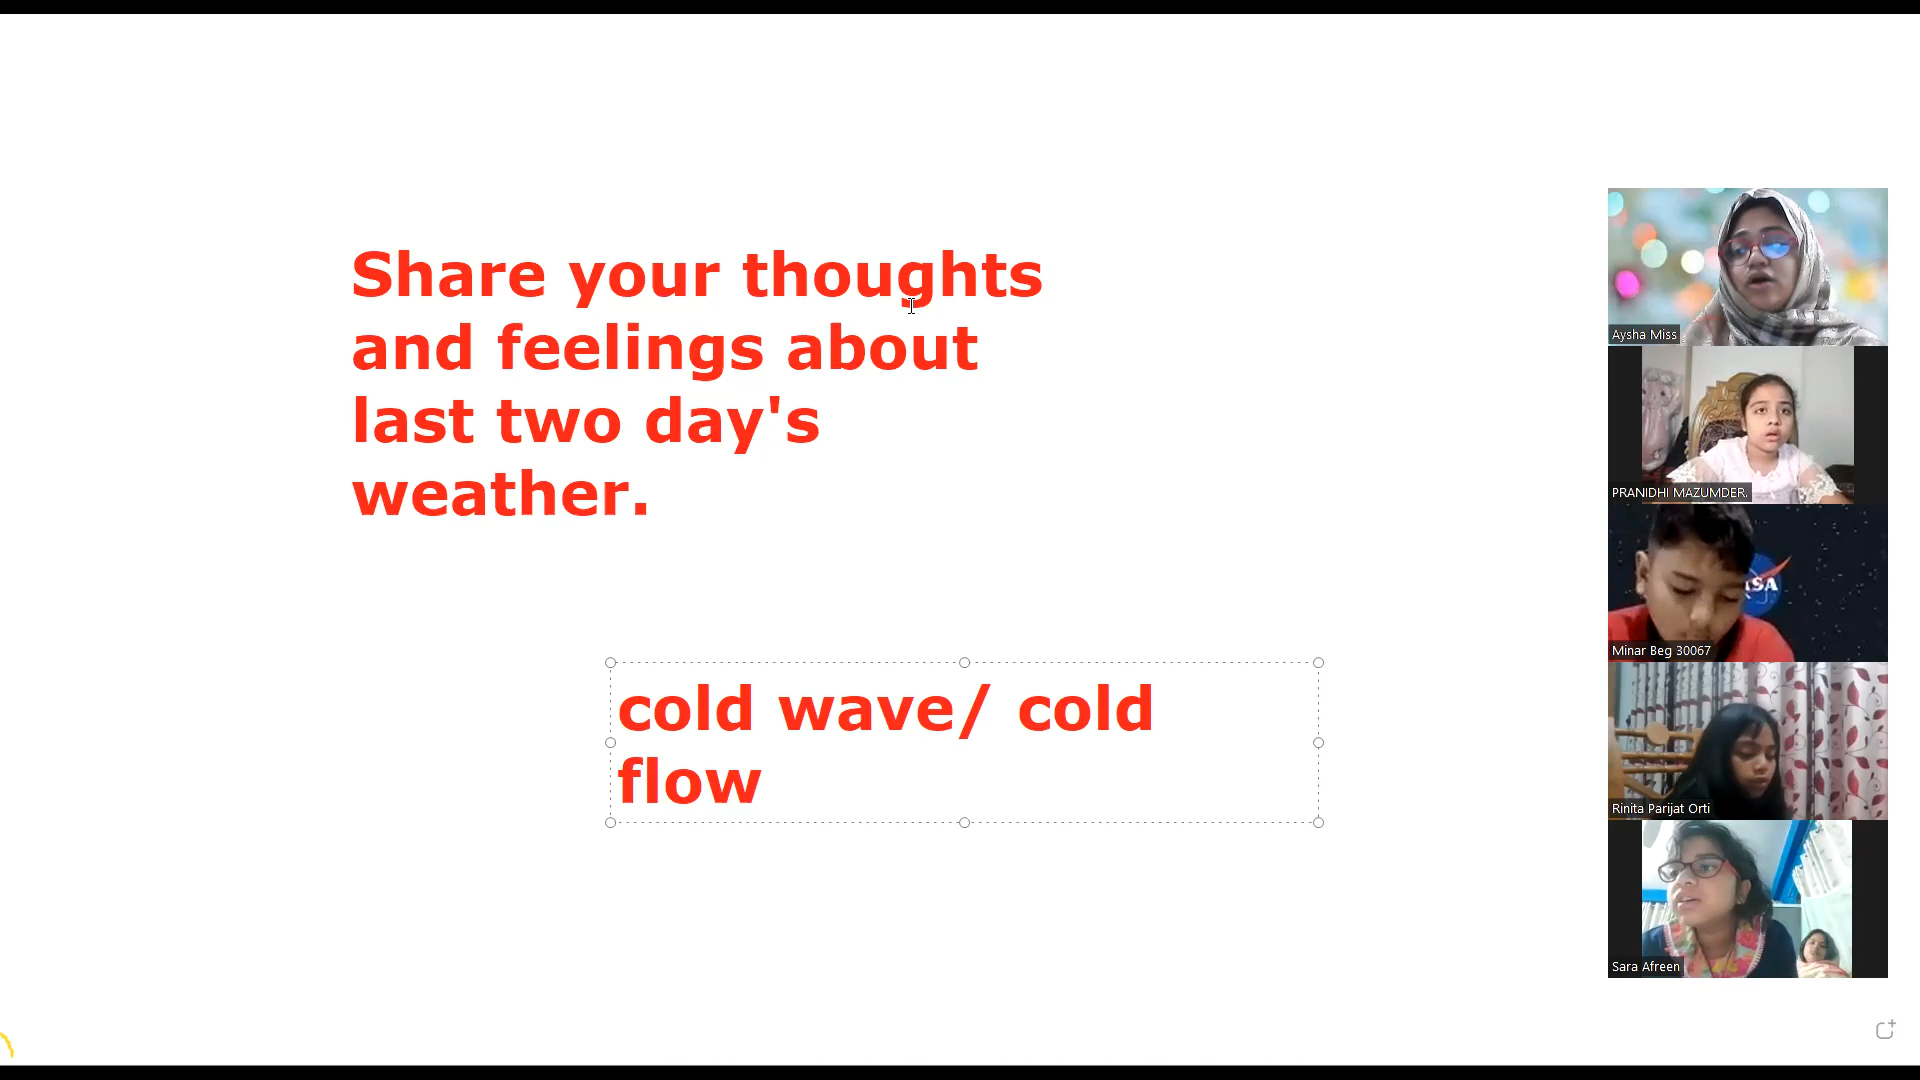 Share your thoughts
and feelings about
last two day's
weather.
cold wave/ cold
flow
Aysha Miss
PRANIDHI MAZUMDER.
SA
Minar Beg 30067
Rinita Parijat Orti
Sara Afreen